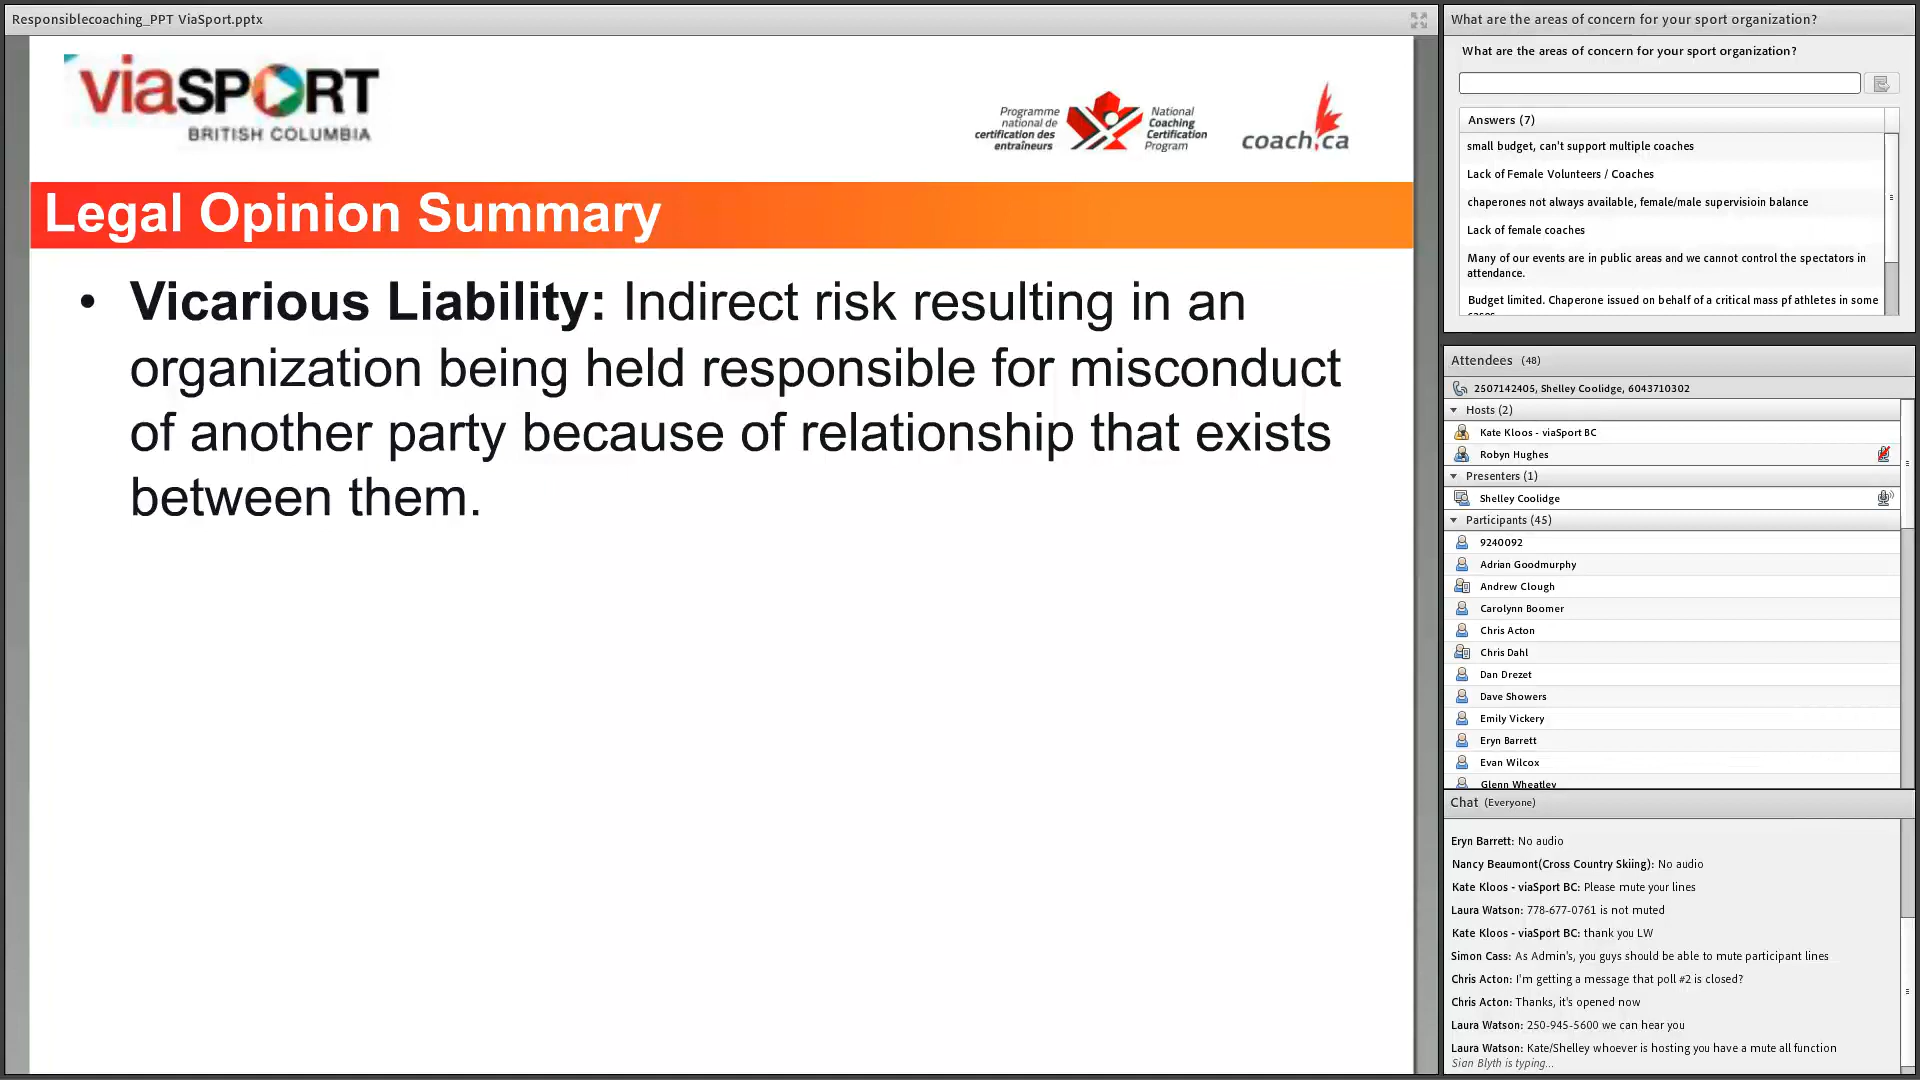 Responsiblecoaching_PPT ViaSport.pptx
viaSPORT
BRITISH COLUMBIA
Programme
national de
certification des
entraîneurs
National
Coaching
Certification
Program
coach.ca
Legal Opinion Summary
• Vicarious Liability: Indirect risk resulting in an
organization being held responsible for misconduct
of another party because of relationship that exists
between them.
What are the areas of concern for your sport organization?
What are the areas of concern for your sport organization?
Answers (7)
small budget, can't support multiple coaches
Lack of Female Volunteers / Coaches
chaperones not always available, female/male supervisioin balance
Lack of female coaches
Many of our events are in public areas and we cannot control the spectators in
attendance.
Budget limited. Chaperone issued on behalf of a critical mass pf athletes in some
cases
Attendees (48)
2507142405, Shelley Coolidge, 6043710302
Hosts (2)
Kate Kloos - viaSport BC
Robyn Hughes
Presenters (1)
Shelley Coolidge
Participants (45)
9240092
Adrian Goodmurphy
Andrew Clough
Carolynn Boomer
Chris Acton
Chris Dahl
Dan Drezet
Dave Showers
Emily Vickery
Eryn Barrett
Evan Wilcox
Glenn Wheatley
Chat (Everyone)
Eryn Barrett: No audio
Nancy Beaumont(Cross Country Skiing): No audio
Kate Kloos - viaSport BC: Please mute your lines
Laura Watson: 778-677-0761 is not muted
Kate Kloos - viaSport BC: thank you LW
Simon Cass: As Admin's, you guys should be able to mute participant lines
Chris Acton: I'm getting a message that poll #2 is closed?
Chris Acton: Thanks, it's opened now
Laura Watson: 250-945-5600 we can hear you
Laura Watson: Kate/Shelley whoever is hosting you have a mute all function
Sian Blyth is typing...